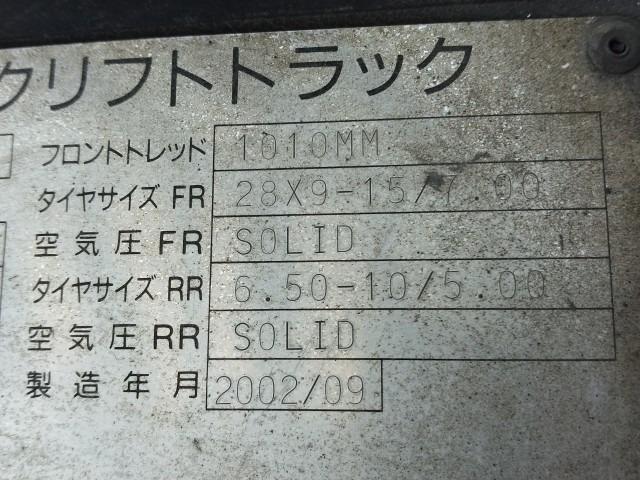 クリフトトラック
フロントトレッド 1010MM
タイヤサイズ FR 28X9-15/7.00
空気圧 FR SOLID
タイヤサイズ RR 6.50-10/5.00
空気圧 RR SOLID
製造年月 2002/09